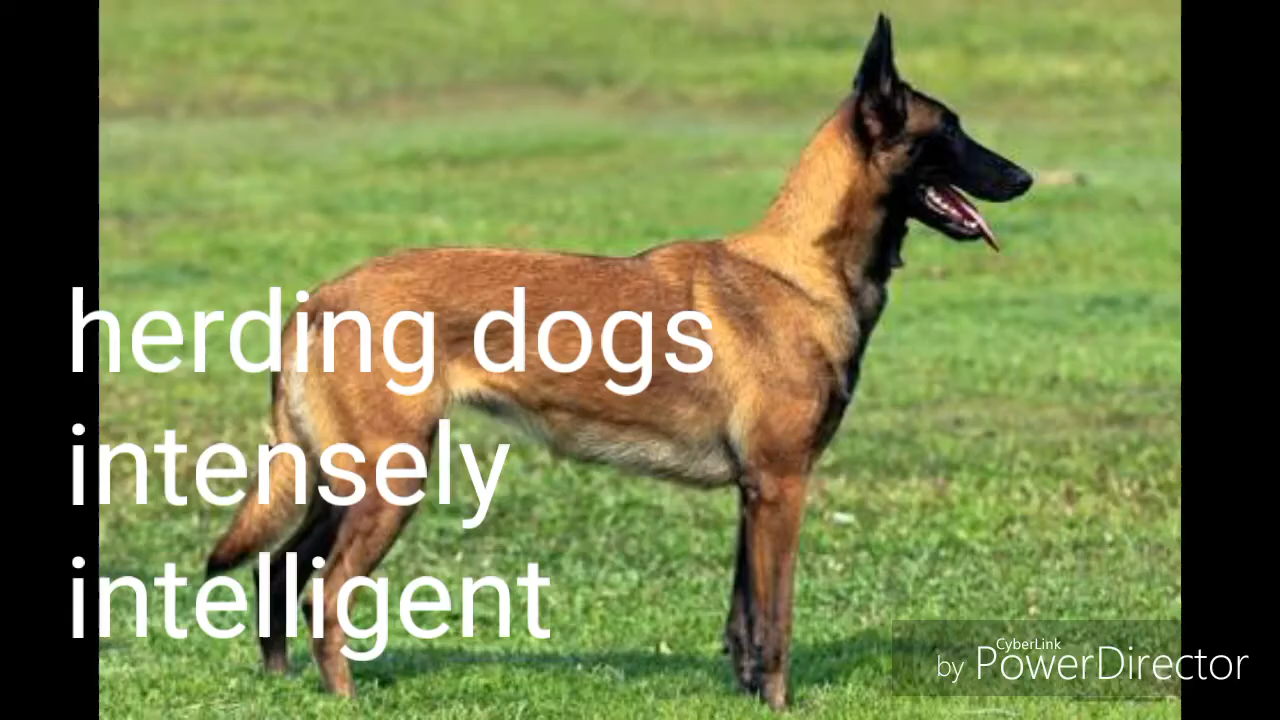 herding dogs
intensely
intelligent
CyberLink
by PowerDirector